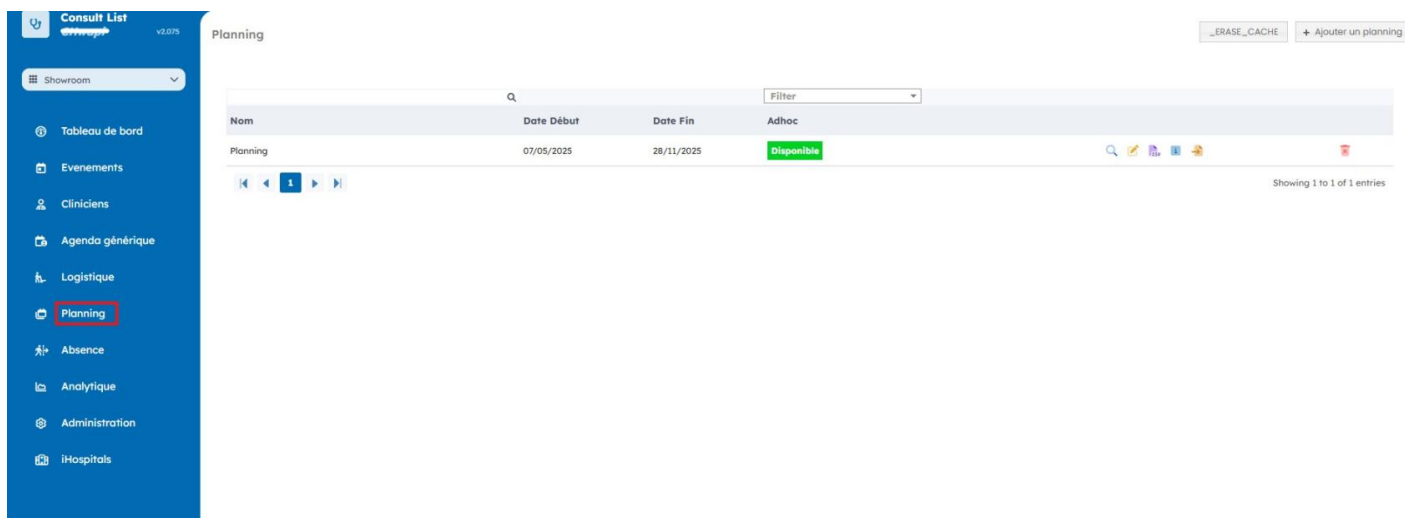 Consult List
v2.075
Showroom
Tableau de bord
Evenements
Cliniciens
Agenda générique
Logistique
Planning
Absence
Analytique
Administration
iHospitals
Planning
_ERASE_CACHE + Ajouter un planning
Filter
Nom Date Début Date Fin Adhoc
Planning 07/05/2025 28/11/2025 Disponible
1
Showing 1 to 1 of 1 entries